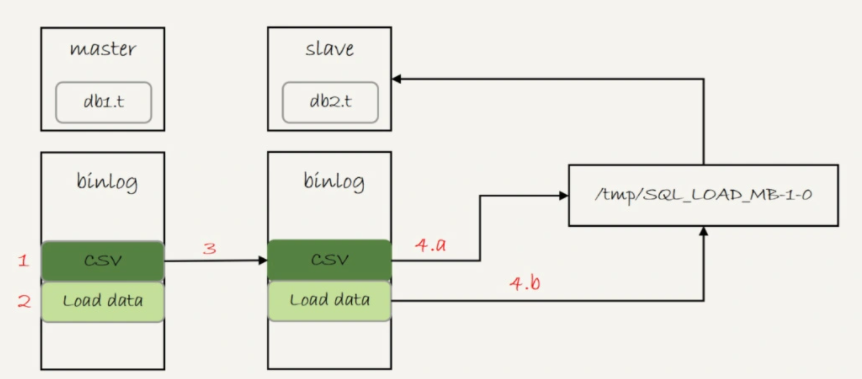 master
slave
db1.t
db2.t
binlog
binlog
/tmp/SQL_LOAD_MB-1-0
1
CSV
3
CSV
4.a
2
Load data
Load data
4.b